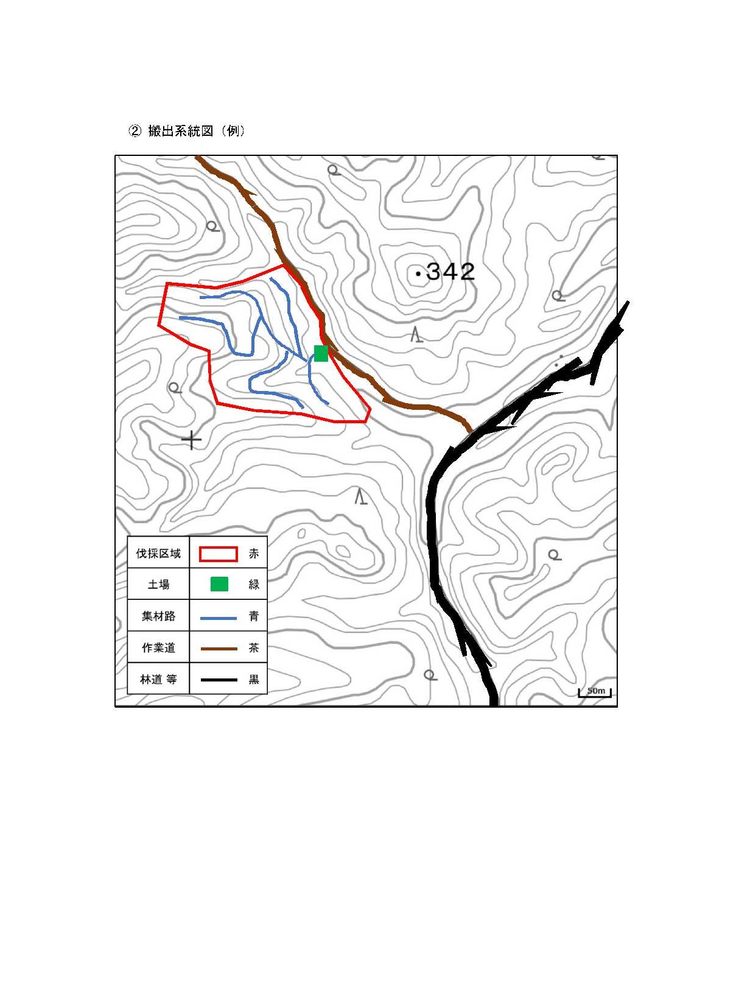 ② 搬出系統図（例）
342
伐採区域 赤
土場 緑
集材路 青
作業道 茶
林道 等 黒
50m